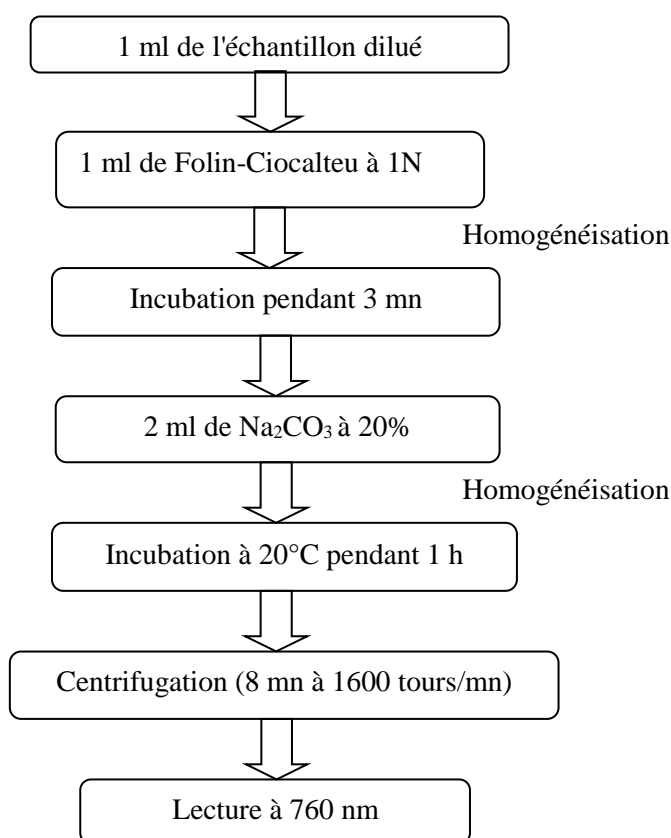 1 ml de l'échantillon dilué
1 ml de Folin-Ciocalteu à 1N
Homogénéisation
Incubation pendant 3 mn
2 ml de Na₂CO₃ à 20%
Homogénéisation
Incubation à 20°C pendant 1 h
Centrifugation (8 mn à 1600 tours/mn)
Lecture à 760 nm